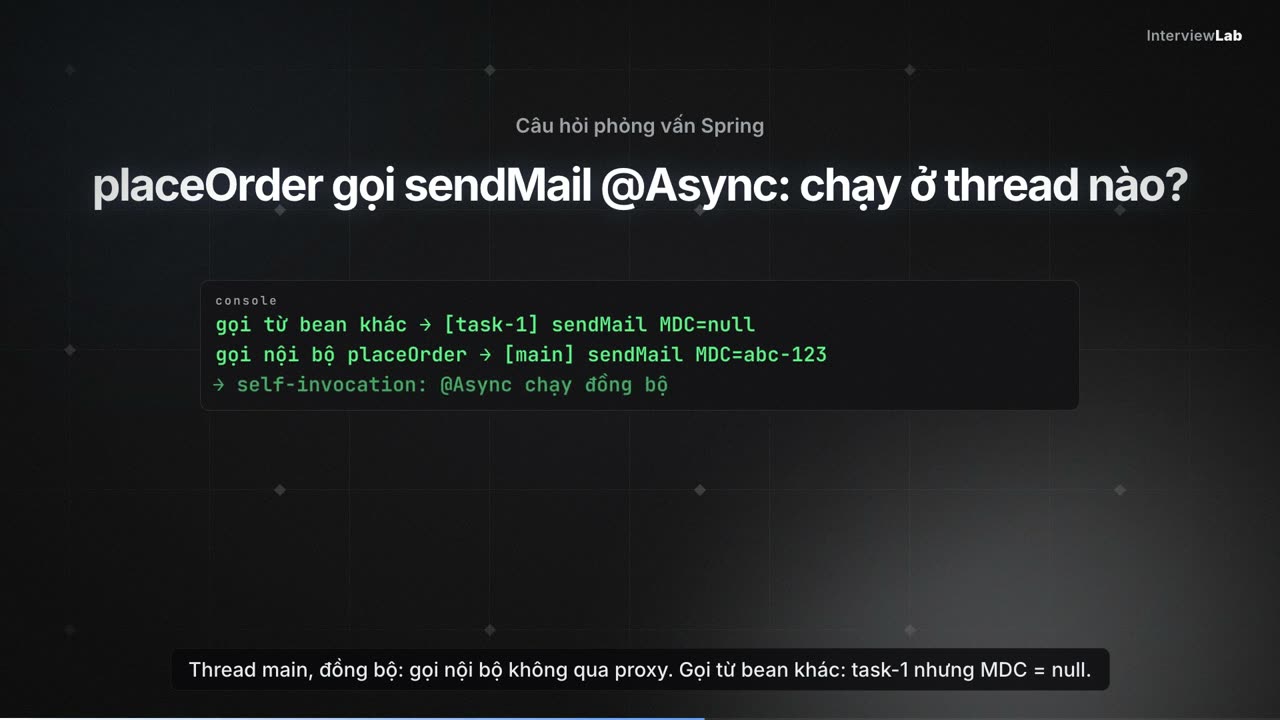 InterviewLab
Câu hỏi phỏng vấn Spring
placeOrder gọi sendMail @Async: chạy ở thread nào?
console
gọi từ bean khác → [task-1] sendMail MDC=null
gọi nội bộ placeOrder → [main] sendMail MDC=abc-123
→ self-invocation: @Async chạy đồng bộ
Thread main, đồng bộ: gọi nội bộ không qua proxy. Gọi từ bean khác: task-1 nhưng MDC = null.